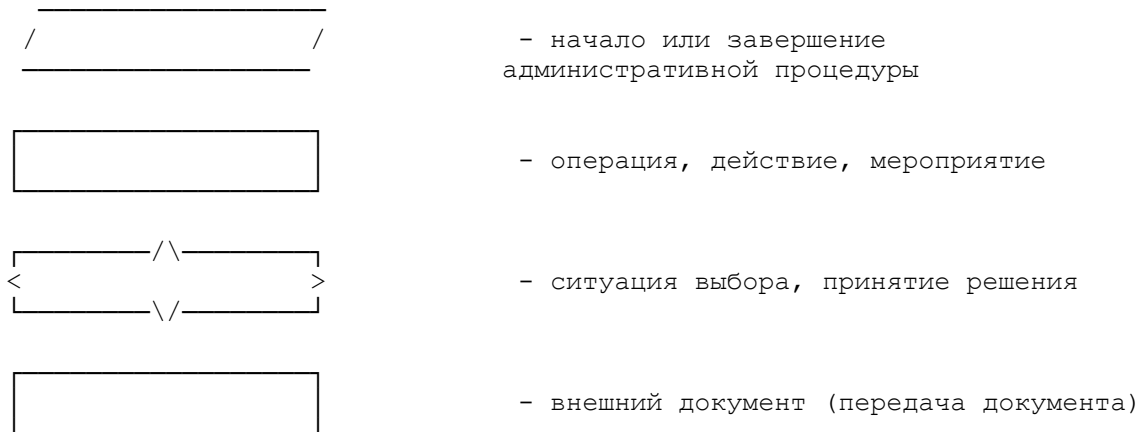 - начало или завершение
административной процедуры
- операция, действие, мероприятие
- ситуация выбора, принятие решения
- внешний документ (передача документа)